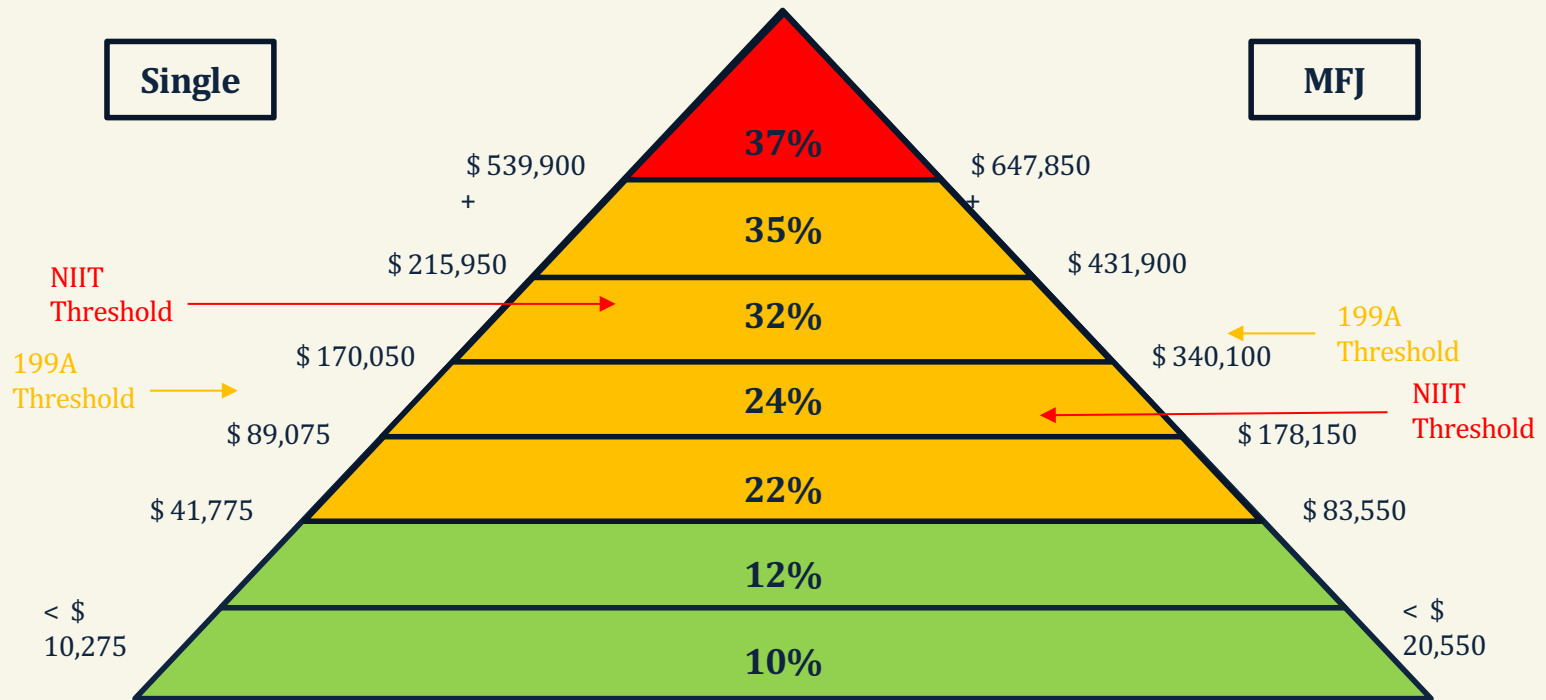 Single
MFJ
37%
$ 539,900
+
$ 647,850
+
35%
$ 215,950
$ 431,900
NIIT
Threshold
32%
199A
Threshold
$ 170,050
$ 340,100
199A
Threshold
24%
NIIT
Threshold
$ 89,075
$ 178,150
22%
$ 41,775
$ 83,550
12%
< $
10,275
< $
20,550
10%